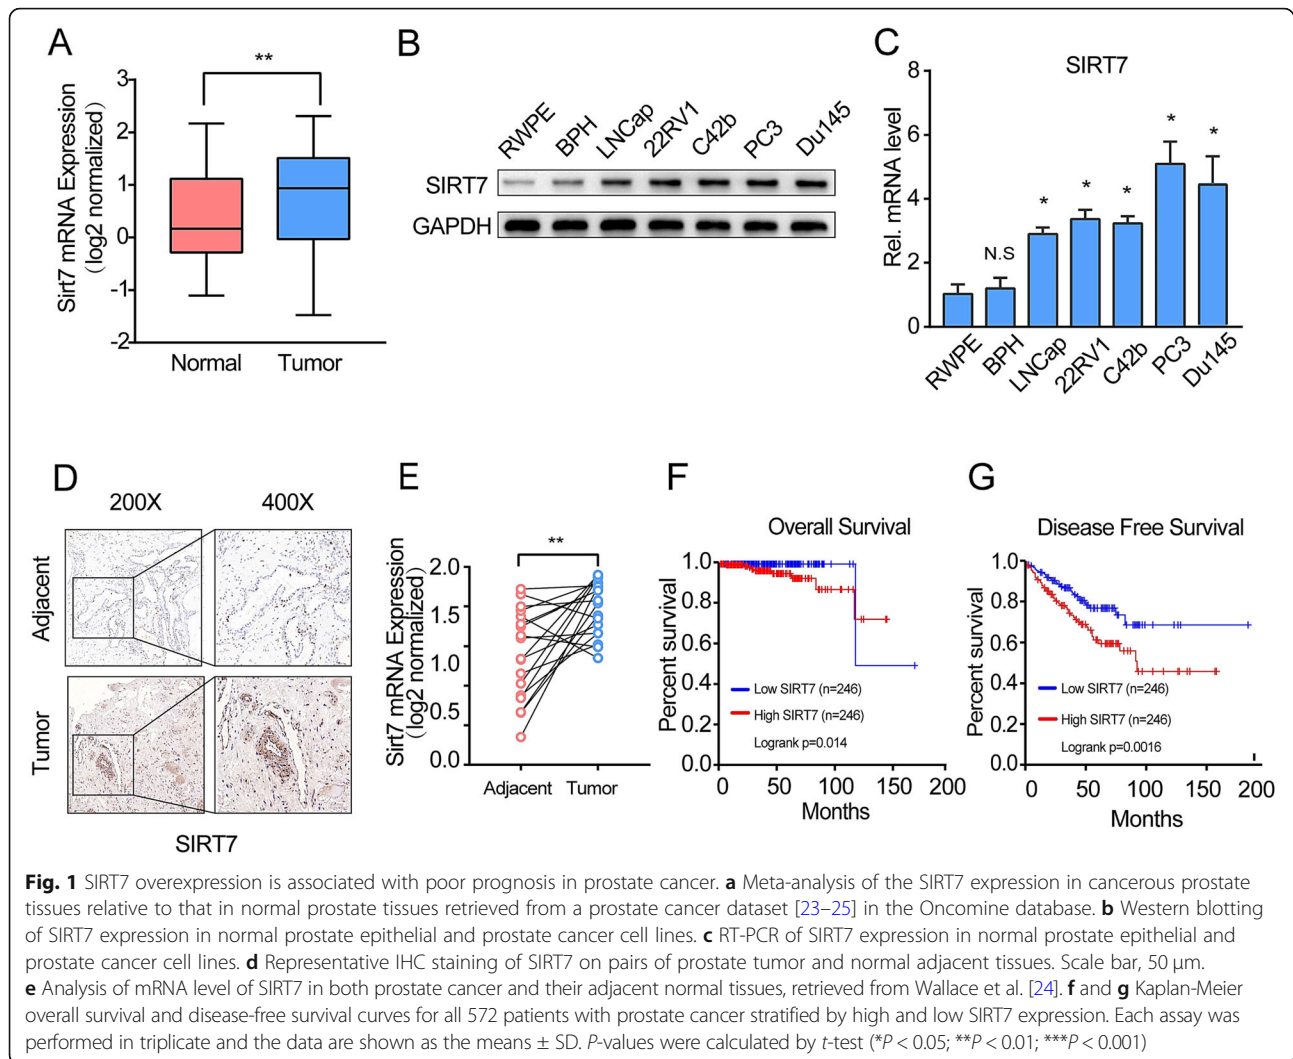 A
Sirt7 mRNA Expression
(log2 normalized)
3
2
1
0
-1
-2
**
Normal
Tumor
B
RWPE
BPH
LNCap
22RV1
C42b
PC3
Du145
SIRT7
GAPDH
C
SIRT7
Rel. mRNA level
8
6
4
2
0
N.S
*
*
*
*
*
RWPE
BPH
LNCap
22RV1
C42b
PC3
Du145
D
200X
400X
Adjacent
Tumor
SIRT7
E
Sirt7 mRNA Expression
(log2 normalized)
2.0
1.5
1.0
0.5
0.0
**
Adjacent
Tumor
F
Overall Survival
Percent survival
1.0
0.8
0.6
0.4
0.2
0.0
Low SIRT7 (n=246)
High SIRT7 (n=246)
Logrank p=0.014
0 50 100 150 200
Months
G
Disease Free Survival
Percent survival
1.0
0.8
0.6
0.4
0.2
0.0
Low SIRT7 (n=246)
High SIRT7 (n=246)
Logrank p=0.0016
0 50 100 150 200
Months
Fig. 1 SIRT7 overexpression is associated with poor prognosis in prostate cancer. a Meta-analysis of the SIRT7 expression in cancerous prostate
tissues relative to that in normal prostate tissues retrieved from a prostate cancer dataset [23–25] in the Oncomine database. b Western blotting
of SIRT7 expression in normal prostate epithelial and prostate cancer cell lines. c RT-PCR of SIRT7 expression in normal prostate epithelial and
prostate cancer cell lines. d Representative IHC staining of SIRT7 on pairs of prostate tumor and normal adjacent tissues. Scale bar, 50 μm.
e Analysis of mRNA level of SIRT7 in both prostate cancer and their adjacent normal tissues, retrieved from Wallace et al. [24]. f and g Kaplan-Meier
overall survival and disease-free survival curves for all 572 patients with prostate cancer stratified by high and low SIRT7 expression. Each assay was
performed in triplicate and the data are shown as the means ± SD. P-values were calculated by t-test (*P < 0.05; **P < 0.01; ***P < 0.001)